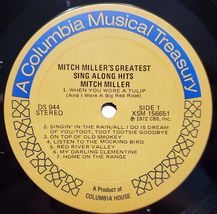 A Columbia Musical Treasury
MITCH MILLER'S GREATEST
SING ALONG HITS
MITCH MILLER
1. WHEN YOU WORE A TULIP
(And I Wore A Big Red Rose)
DS 944
STEREO
SIDE 1
XSM 156651
℗ 1972 CBS, Inc.
2. SINGIN' IN THE RAIN/ALL I DO IS DREAM
OF YOU/TOOT, TOOT TOOTSIE GOODBYE
3. ON TOP OF OLD SMOKEY
4. LISTEN TO THE MOCKING BIRD
5. RED RIVER VALLEY
6. MY DARLING CLEMENTINE
7. HOME ON THE RANGE
A Product of
COLUMBIA HOUSE